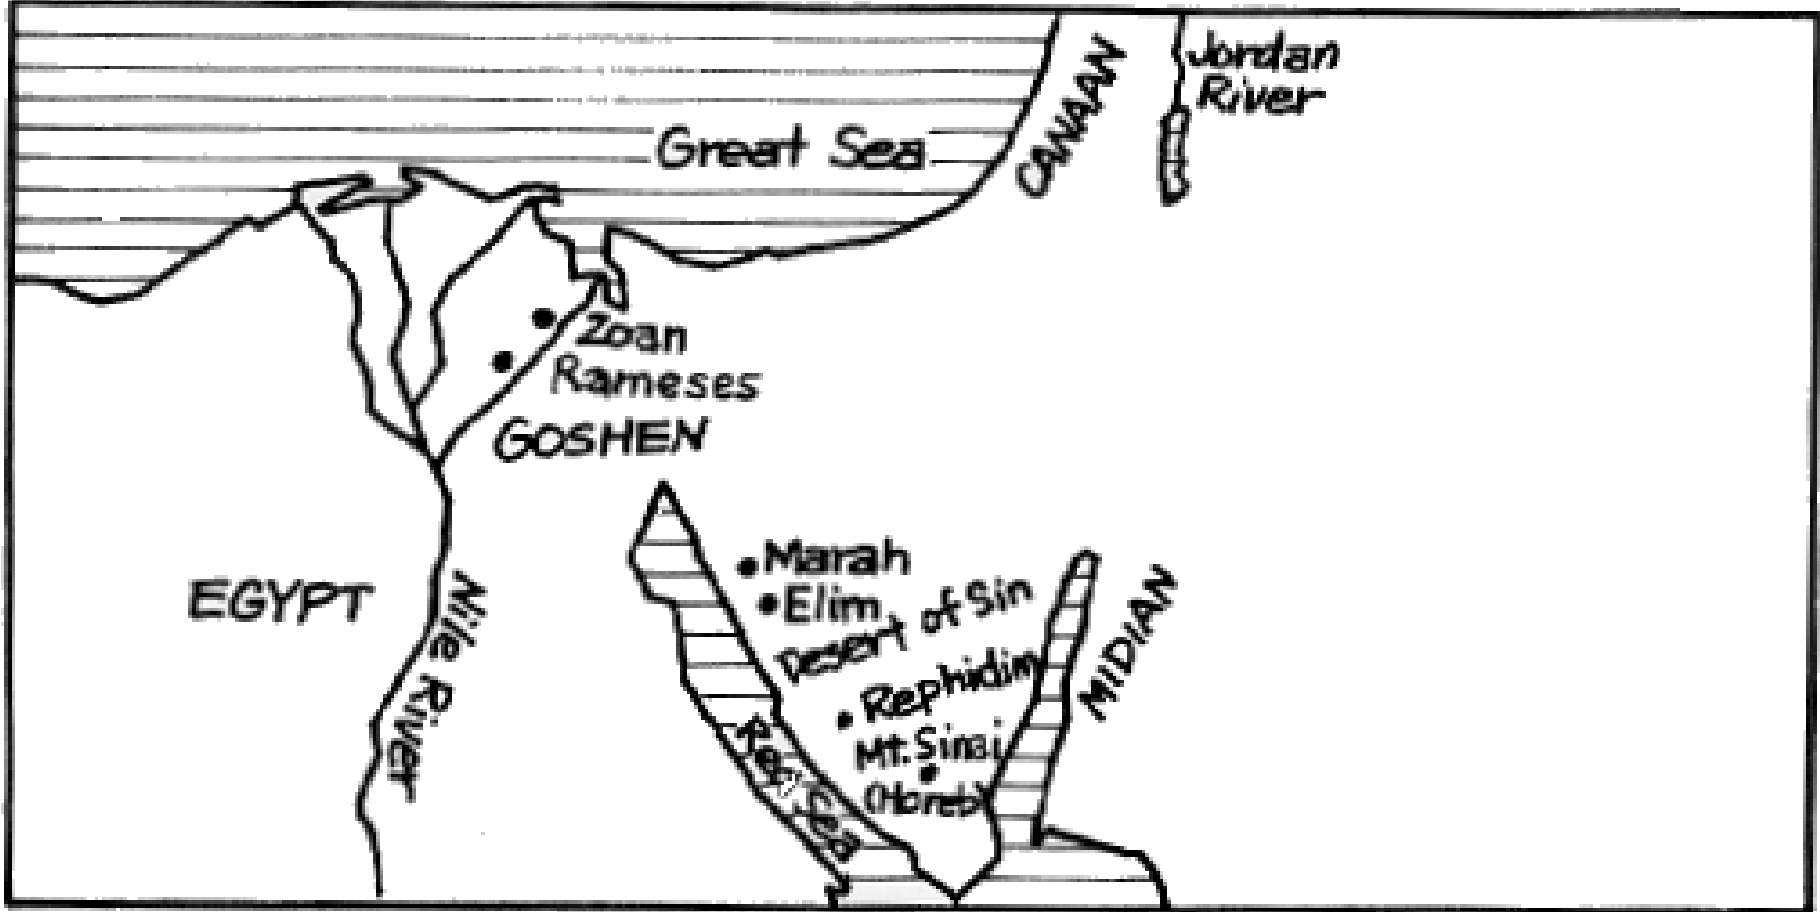 Jordan
River
CANAAN
Great Sea
Zoan
Rameses
GOSHEN
Marah
Elim
Desert of Sin
EGYPT
Nile River
MIDIAN
Rephidim
Mt. Sinai
(Horeb)
Red Sea